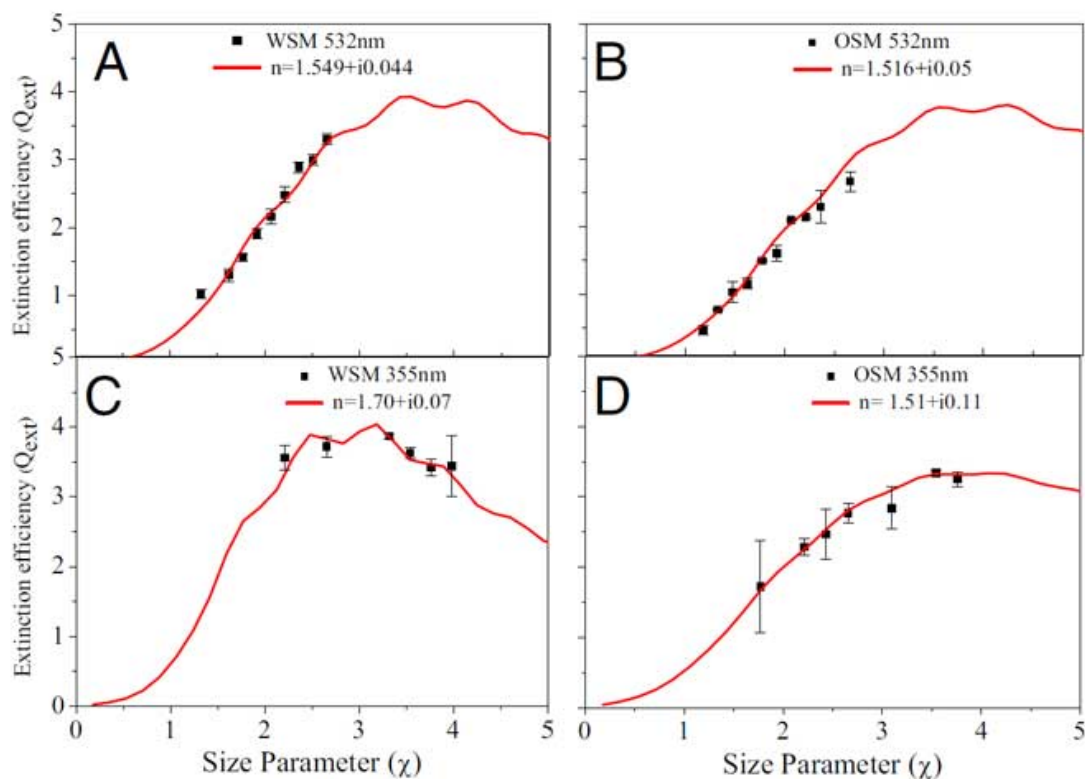 A
WSM 532nm
n=1.549+i0.044
B
OSM 532nm
n=1.516+i0.05
Extinction efficiency (Qext)
5
4
3
2
1
5
C
WSM 355nm
n=1.70+i0.07
D
OSM 355nm
n= 1.51+i0.11
Extinction efficiency (Qext)
4
3
2
1
0
0 1 2 3 4 5
1 2 3 4 5
Size Parameter (χ)
Size Parameter (χ)